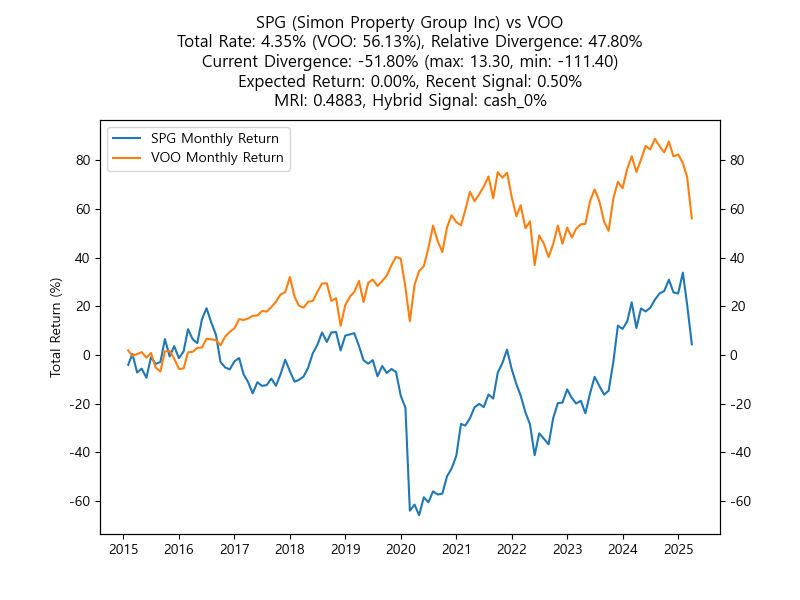 SPG (Simon Property Group Inc) vs VOO
Total Rate: 4.35% (VOO: 56.13%), Relative Divergence: 47.80%
Current Divergence: -51.80% (max: 13.30, min: -111.40)
Expected Return: 0.00%, Recent Signal: 0.50%
MRI: 0.4883, Hybrid Signal: cash_0%
SPG Monthly Return
VOO Monthly Return
Total Return (%)
80
60
40
20
0
-20
-40
-60
80
60
40
20
0
-20
-40
-60
2015 2016 2017 2018 2019 2020 2021 2022 2023 2024 2025